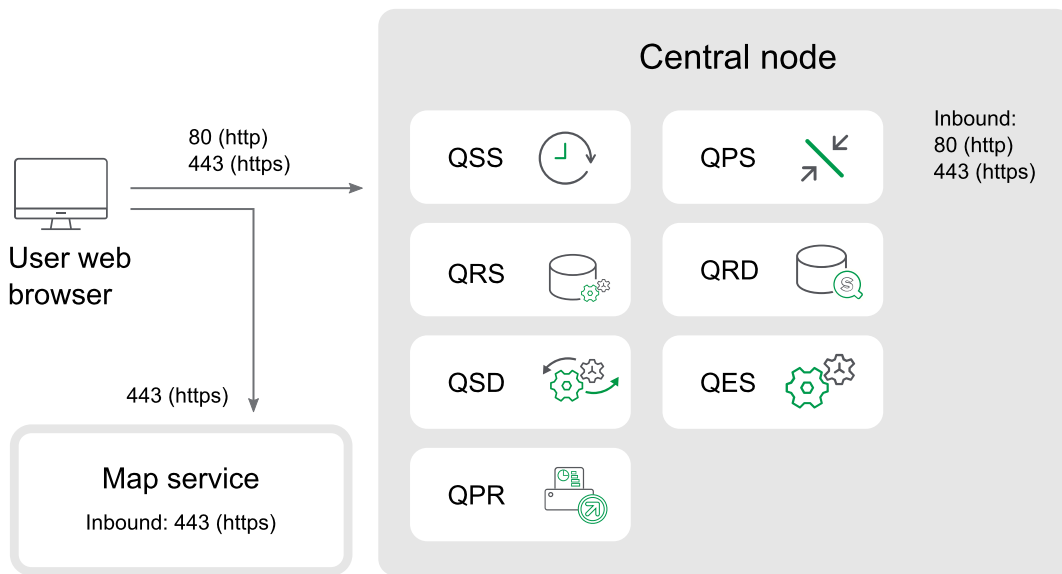 Central node
80 (http)
443 (https)
User web
browser
443 (https)
Map service
Inbound: 443 (https)
QSS
QPS
QRS
QRD
S
QSD
QES
QPR
Inbound:
80 (http)
443 (https)